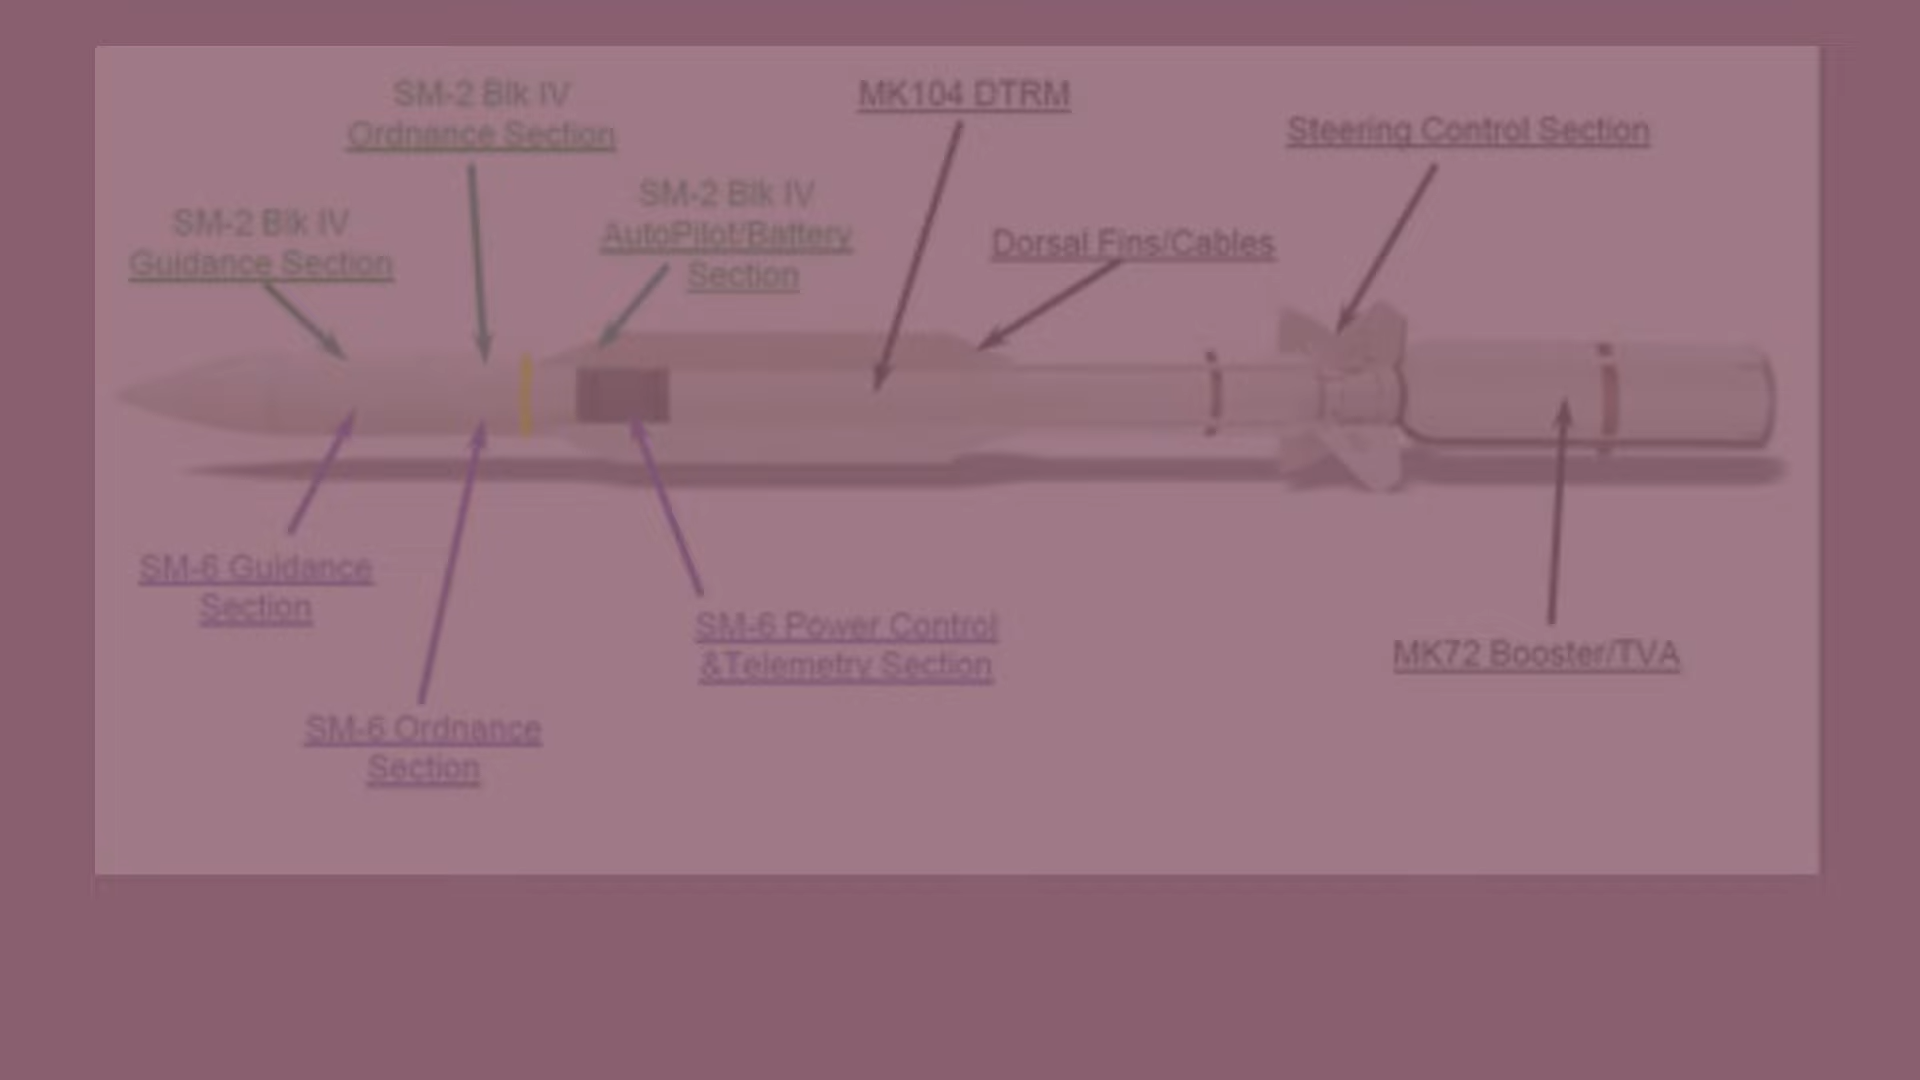 SM-2 Blk IV
Ordnance Section
MK104 DTRM
Steering Control Section
SM-2 Blk IV
AutoPilot/Battery
Section
SM-2 Blk IV
Guidance Section
Dorsal Fins/Cables
SM-6 Guidance
Section
SM-6 Power Control
&Telemetry Section
MK72 Booster/TVA
SM-6 Ordnance
Section